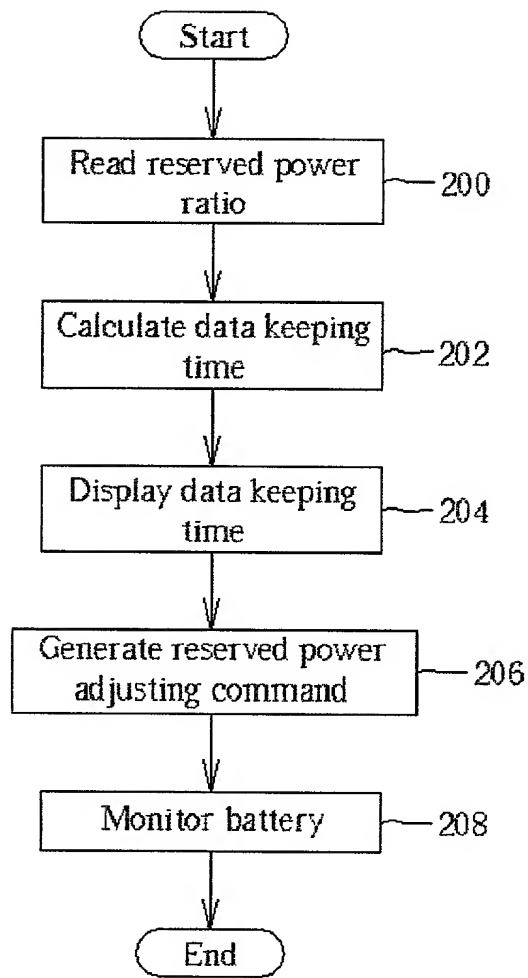 Start
Read reserved power
ratio
200
Calculate data keeping
time
202
Display data keeping
time
204
Generate reserved power
adjusting command
206
Monitor battery
208
End